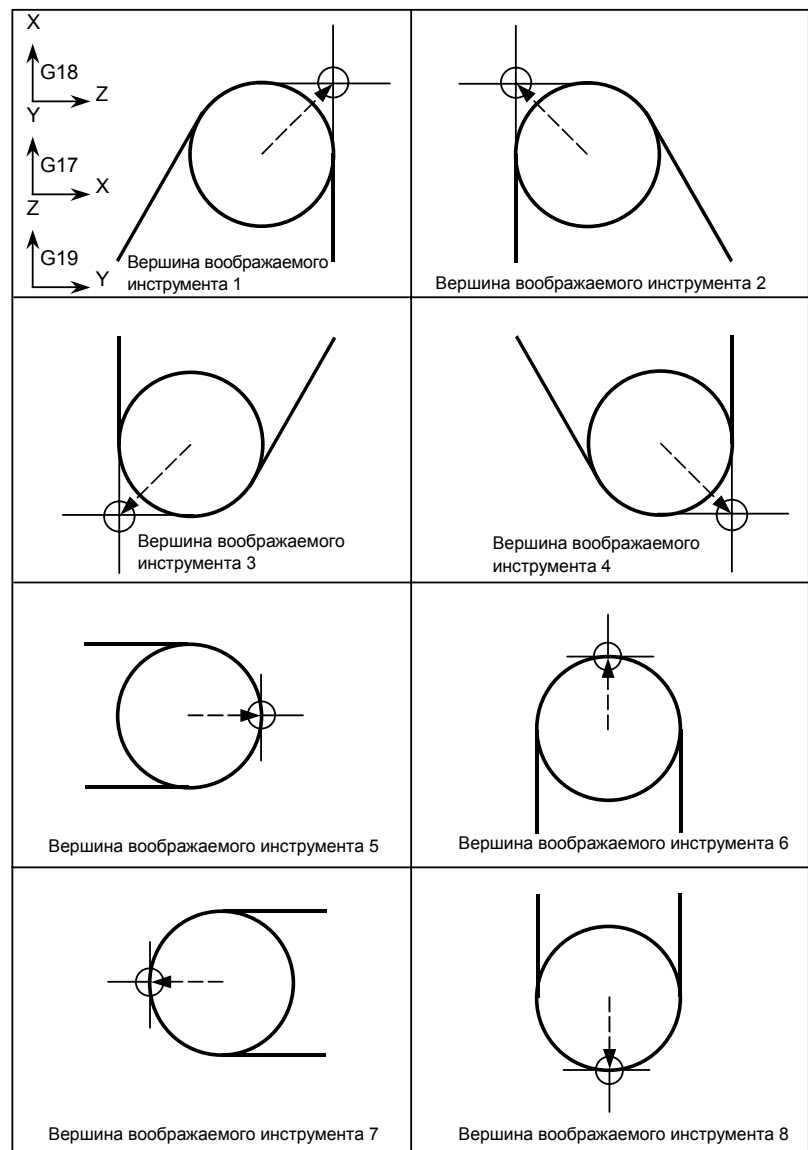 X
G18
Z
Y
G17
X
Z
G19
Y
Вершина воображаемого
инструмента 1
Вершина воображаемого инструмента 2
Вершина воображаемого
инструмента 3
Вершина воображаемого
инструмента 4
Вершина воображаемого инструмента 5
Вершина воображаемого инструмента 6
Вершина воображаемого инструмента 7
Вершина воображаемого инструмента 8